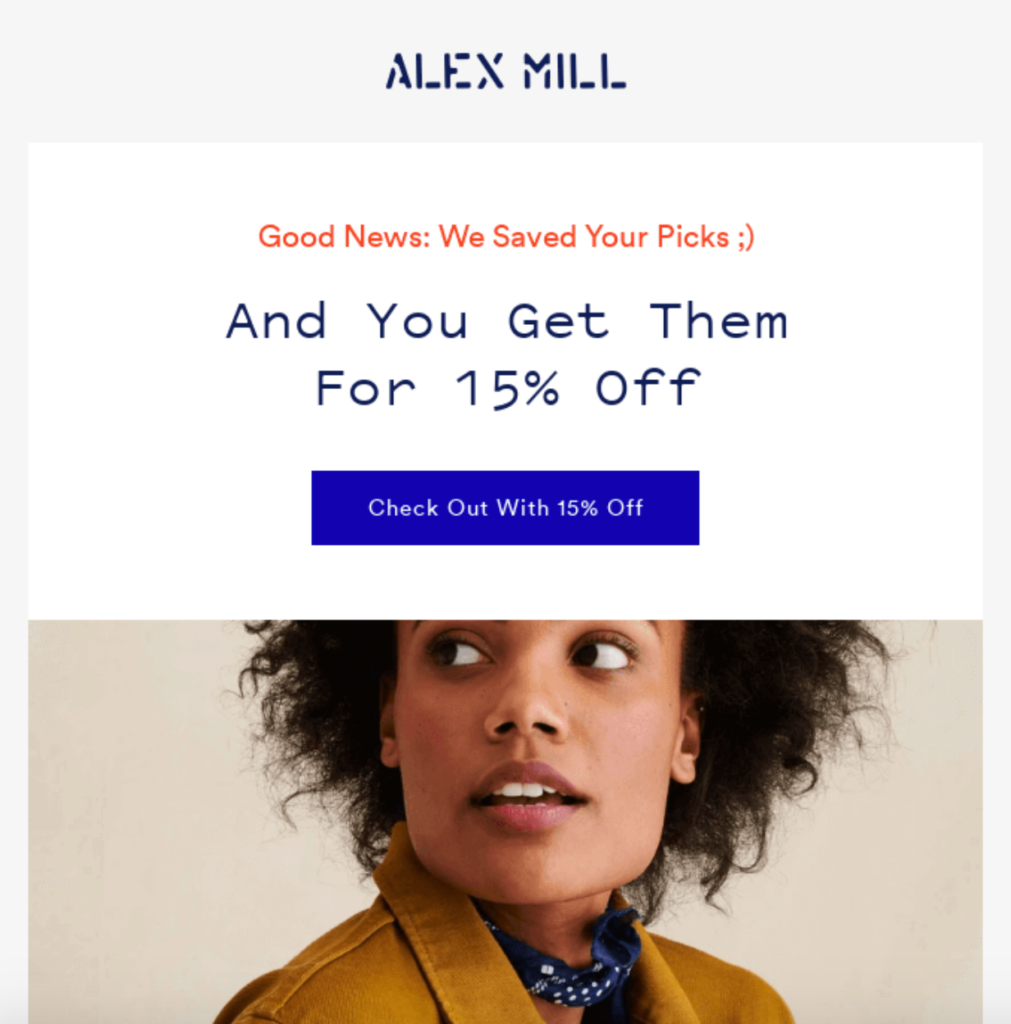 ALEX MILL
Good News: We Saved Your Picks ;)
And You Get Them
For 15% Off
Check Out With 15% Off